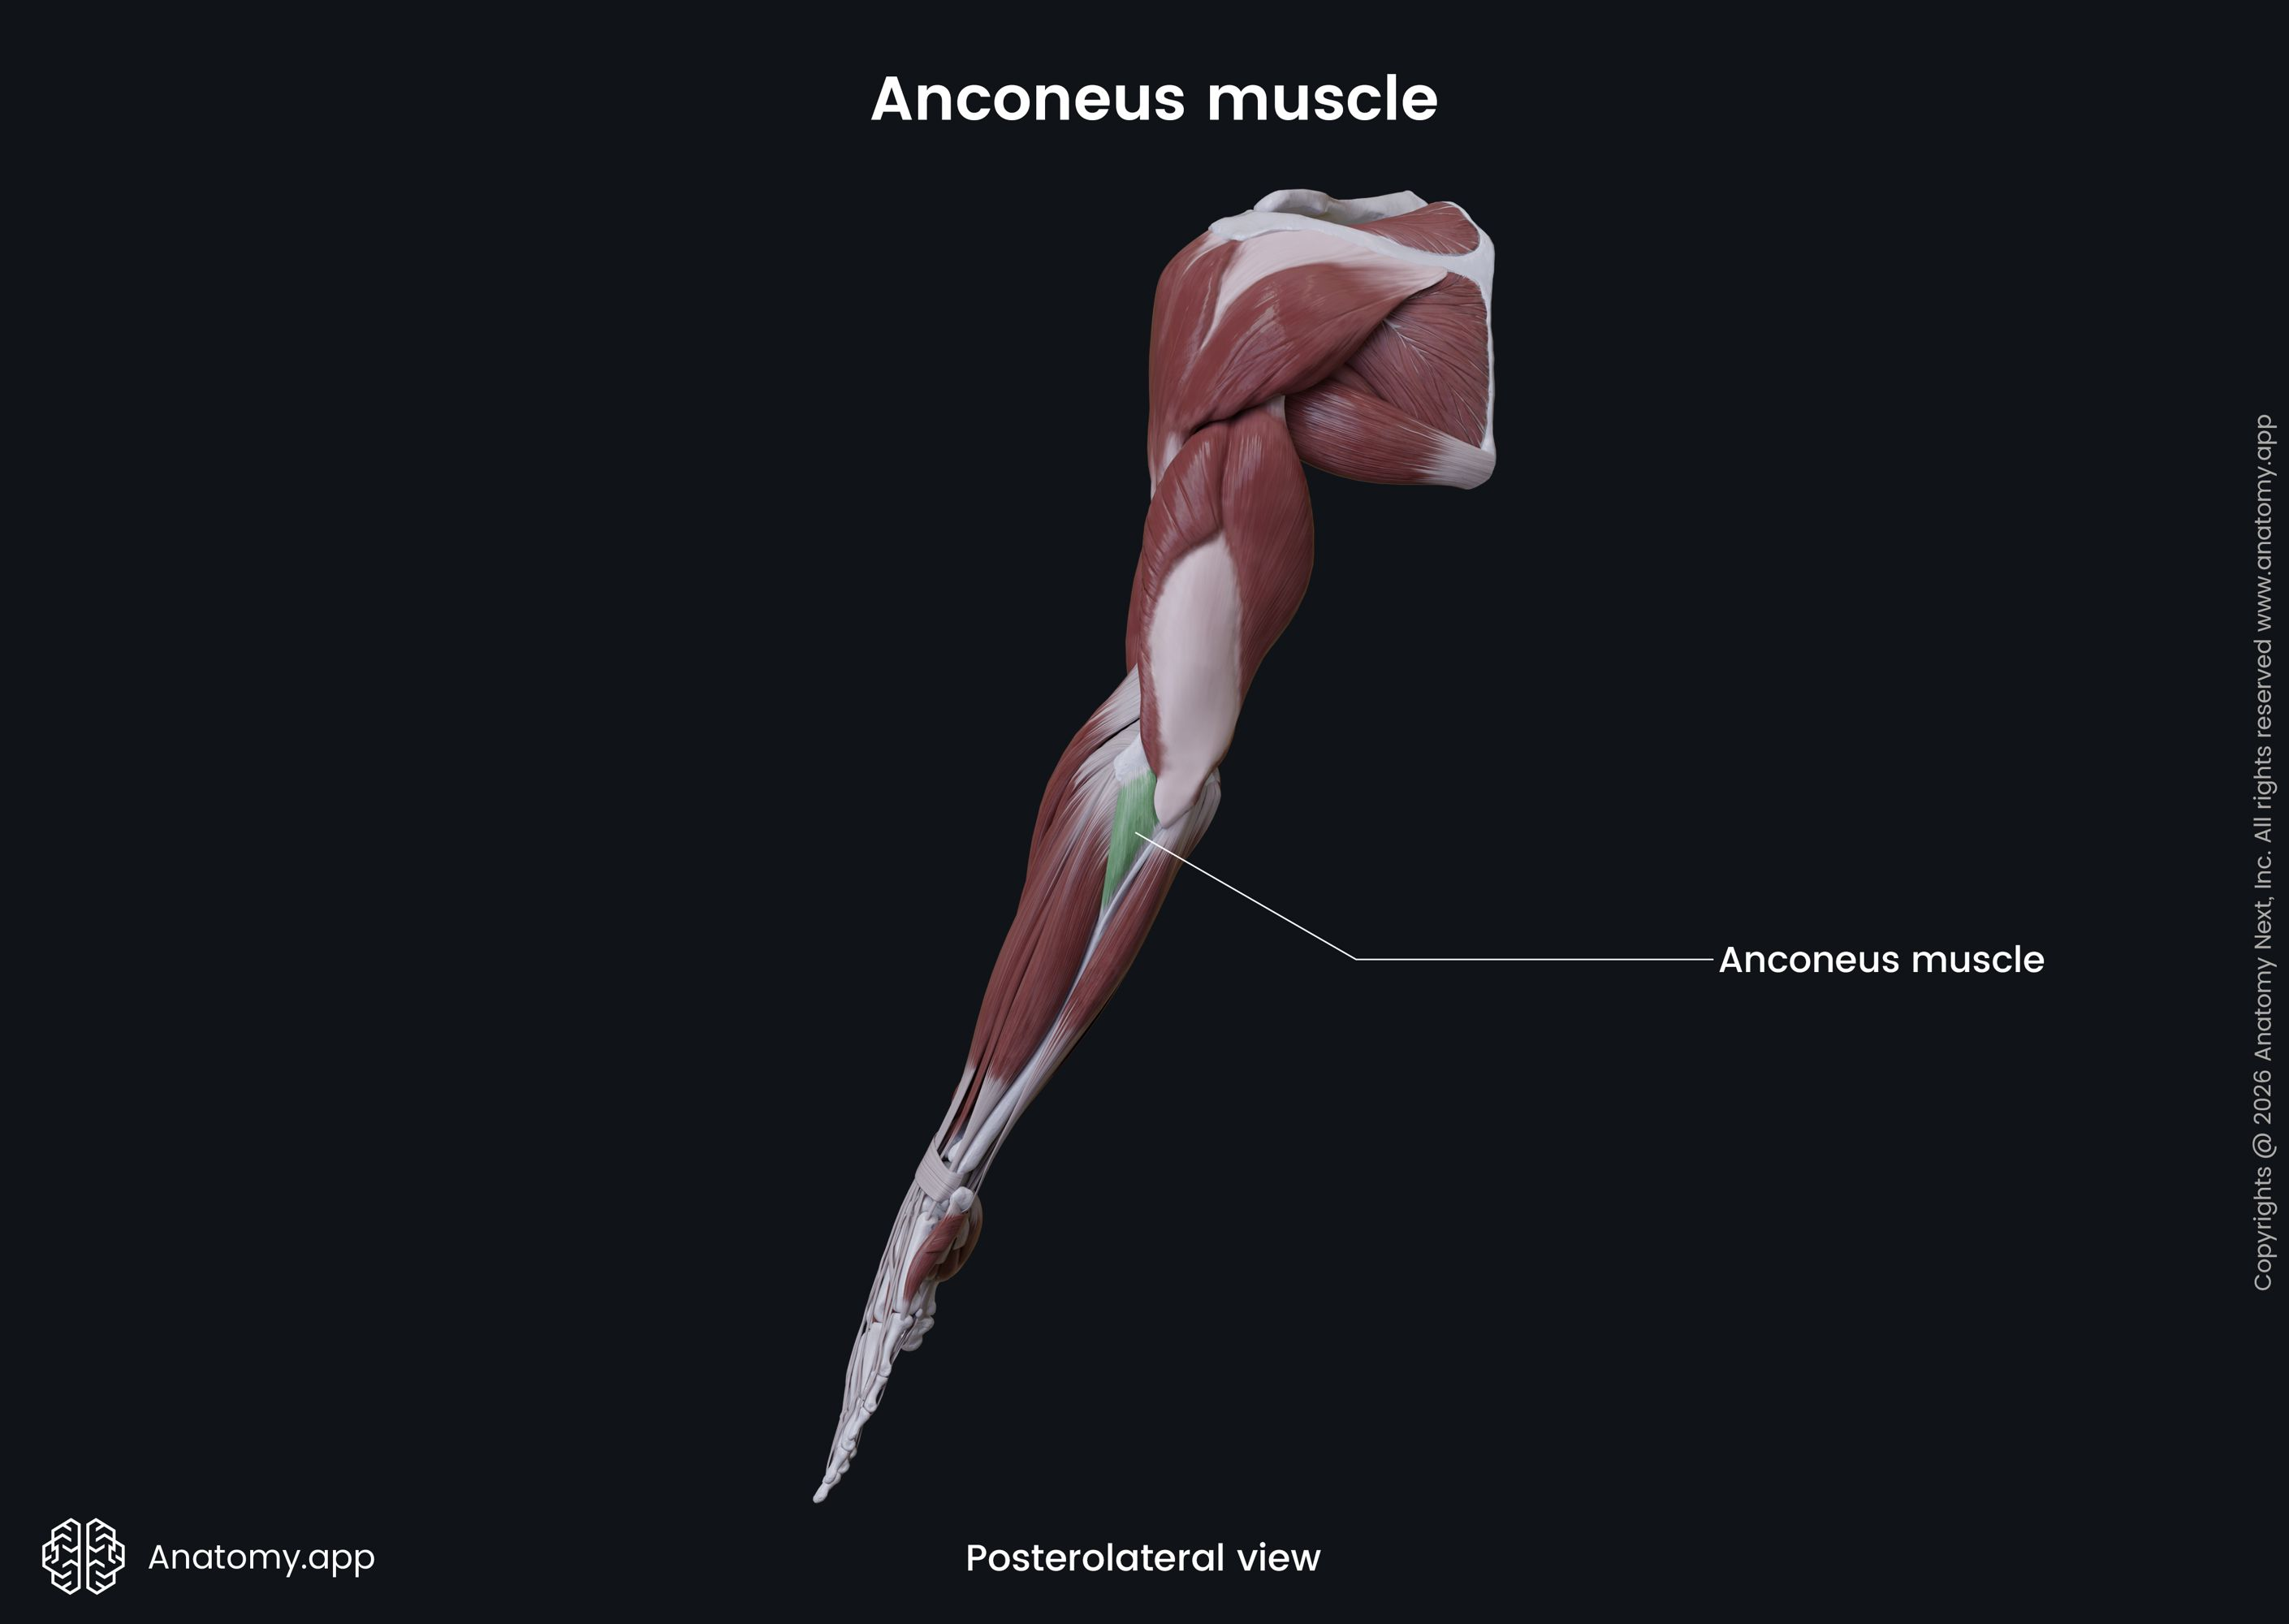 Anconeus muscle
Anconeus muscle
Copyrights @ 2026 Anatomy Next, Inc. All rights reserved www.anatomy.app
Anatomy.app
Posterolateral view